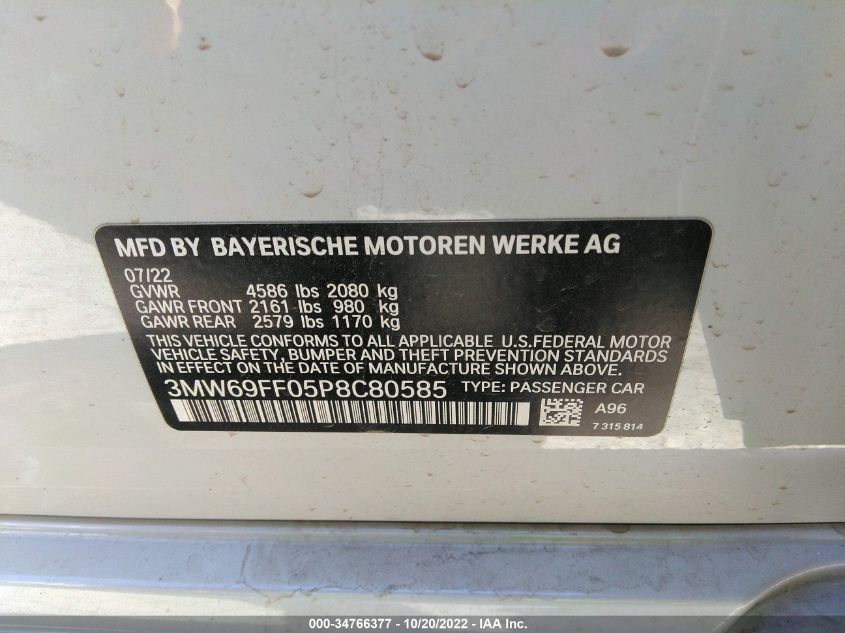 MFD BY BAYERISCHE MOTOREN WERKE AG
07/22
GVWR 4586 lbs 2080 kg
GAWR FRONT 2161 lbs 980 kg
GAWR REAR 2579 lbs 1170 kg
THIS VEHICLE CONFORMS TO ALL APPLICABLE U.S.FEDERAL MOTOR
VEHICLE SAFETY, BUMPER AND THEFT PREVENTION STANDARDS
IN EFFECT ON THE DATE OF MANUFACTURE SHOWN ABOVE.
3MW69FF05P8C80585 TYPE: PASSENGER CAR
A96
7 315 814
000-34766377 - 10/20/2022 - IAA Inc.